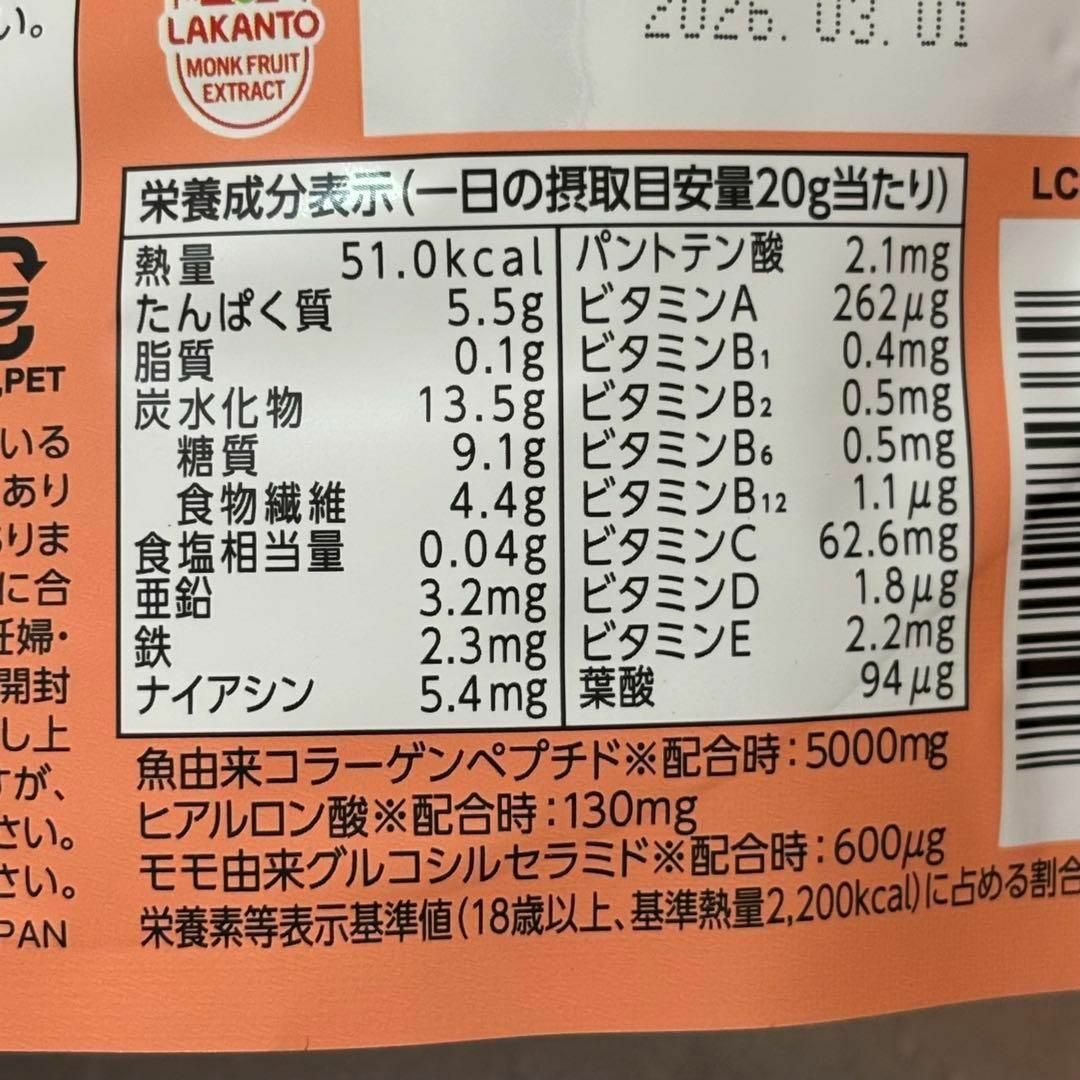 い。
LAKANTO
MONK FRUIT
EXTRACT
2026. 03. 01
栄養成分表示(一日の摂取目安量20g当たり)
熱量 51.0kcal
たんぱく質 5.5g
脂質 0.1g
炭水化物 13.5g
糖質 9.1g
食物繊維 4.4g
食塩相当量 0.04g
亜鉛 3.2mg
鉄 2.3mg
ナイアシン 5.4mg
パントテン酸 2.1mg
ビタミンA 262μg
ビタミンB1 0.4mg
ビタミンB2 0.5mg
ビタミンB6 0.5mg
ビタミンB12 1.1μg
ビタミンC 62.6mg
ビタミンD 1.8μg
ビタミンE 2.2mg
葉酸 94μg
魚由来コラーゲンペプチド※配合時:5000mg
ヒアルロン酸※配合時:130mg
モモ由来グルコシルセラミド※配合時:600μg
栄養素等表示基準値(18歳以上、基準熱量2,200kcal)に占める割合
LC
ラ
,PET
いる
あり
りま
に合
妊婦・
開封
し上
すが、
さい。
さい。
PAN